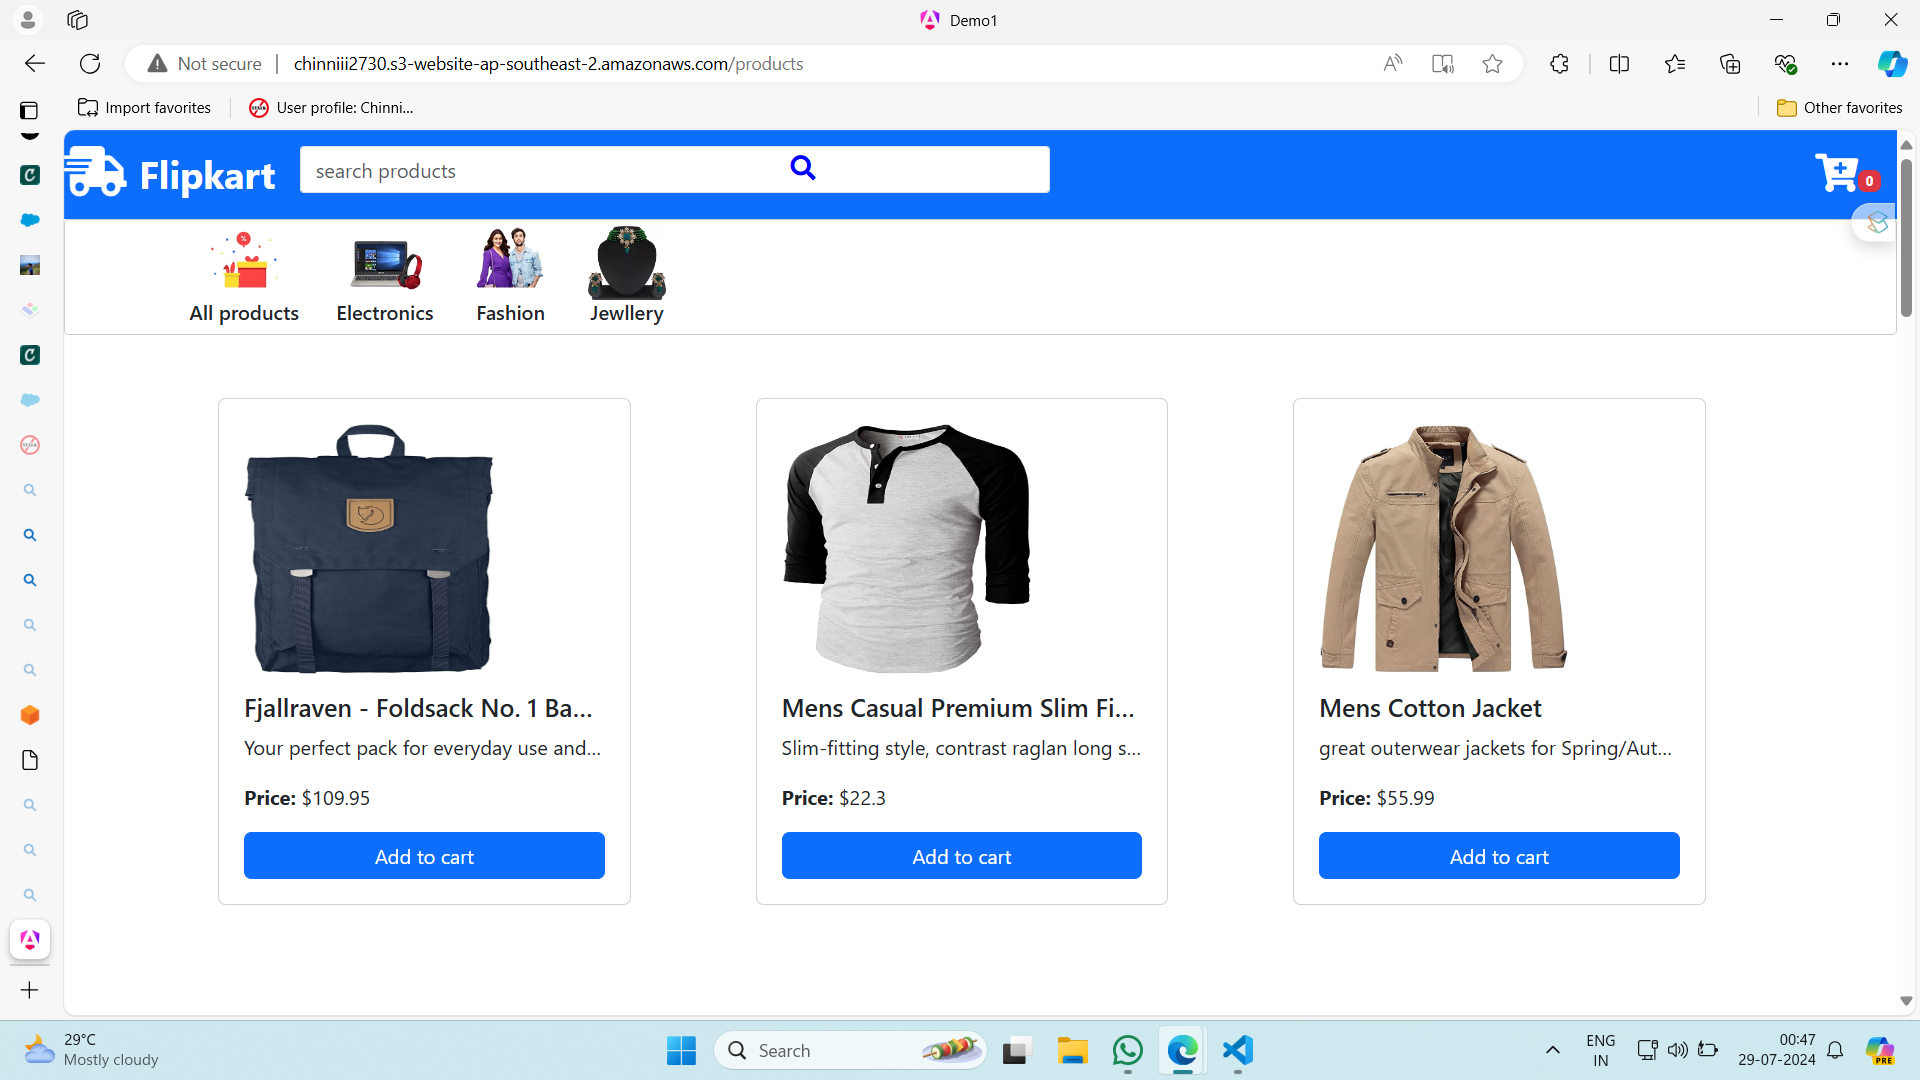 Demo1
Not secure
chinniii2730.s3-website-ap-southeast-2.amazonaws.com/products
Import favorites
User profile: Chinni...
Other favorites
Flipkart
search products
0
All products
Electronics
Fashion
Jewllery
Fjallraven - Foldsack No. 1 Ba...
Your perfect pack for everyday use and...
Price: $109.95
Add to cart
Mens Casual Premium Slim Fi...
Slim-fitting style, contrast raglan long s...
Price: $22.3
Add to cart
Mens Cotton Jacket
great outerwear jackets for Spring/Aut...
Price: $55.99
Add to cart
29°C
Mostly cloudy
Search
ENG
IN
00:47
29-07-2024
PRE